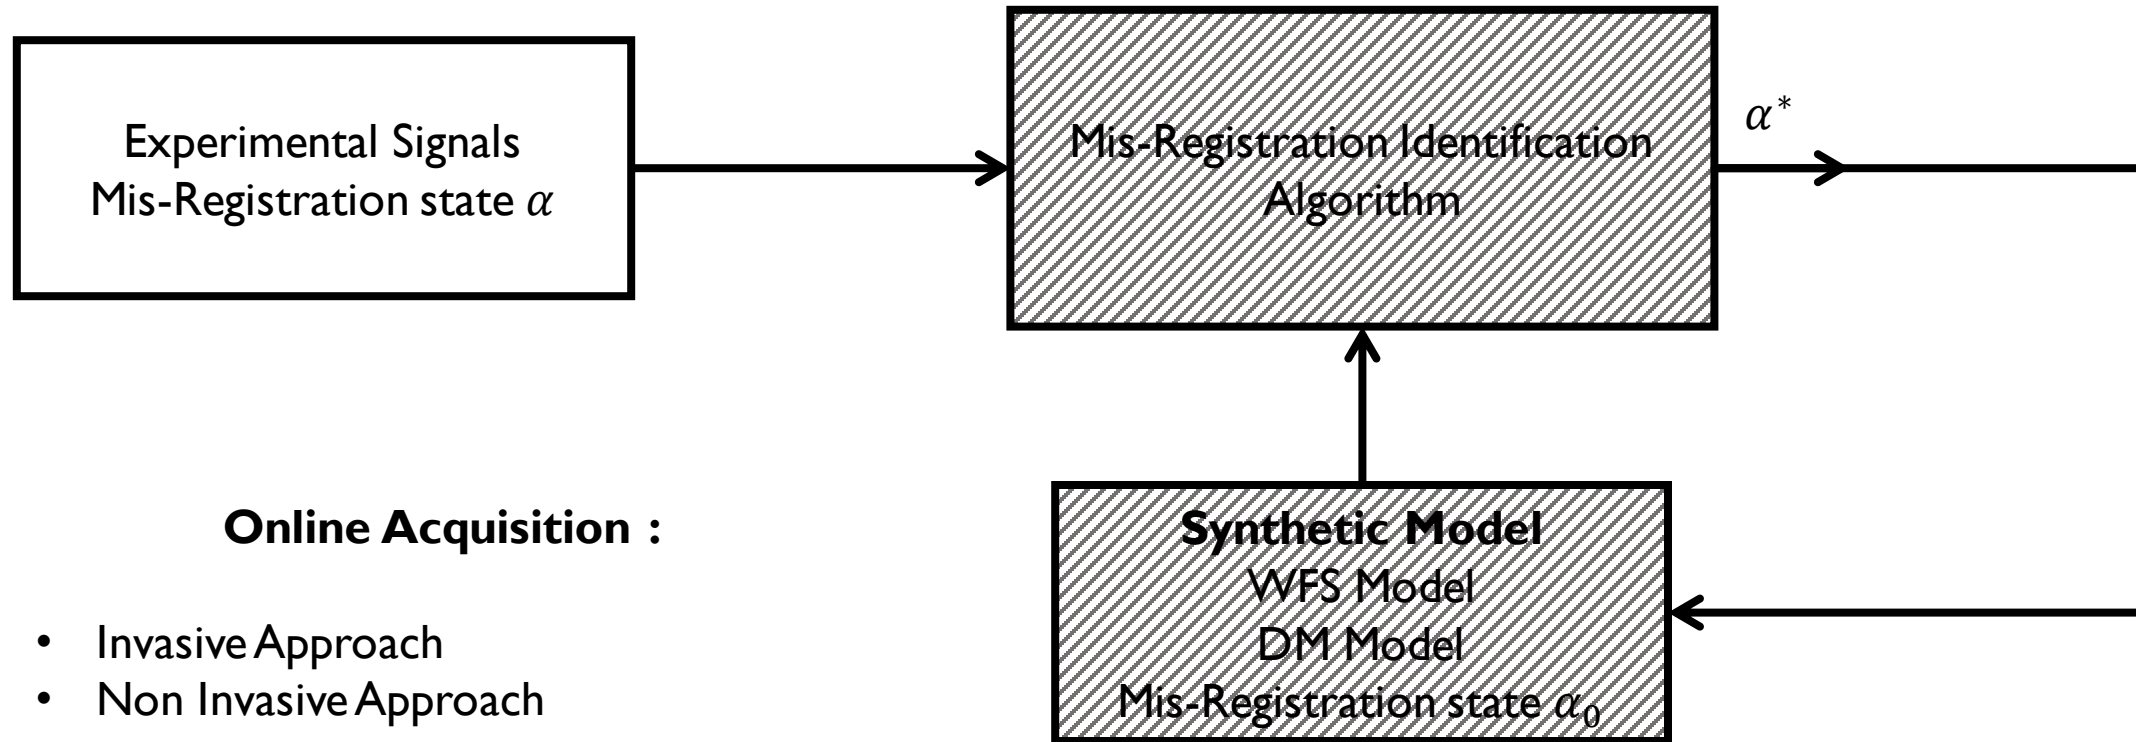 Experimental Signals
Mis-Registration state α
Mis-Registration Identification
Algorithm
α*
Online Acquisition :
• Invasive Approach
• Non Invasive Approach
Synthetic Model
WFS Model
DM Model
Mis-Registration state α₀